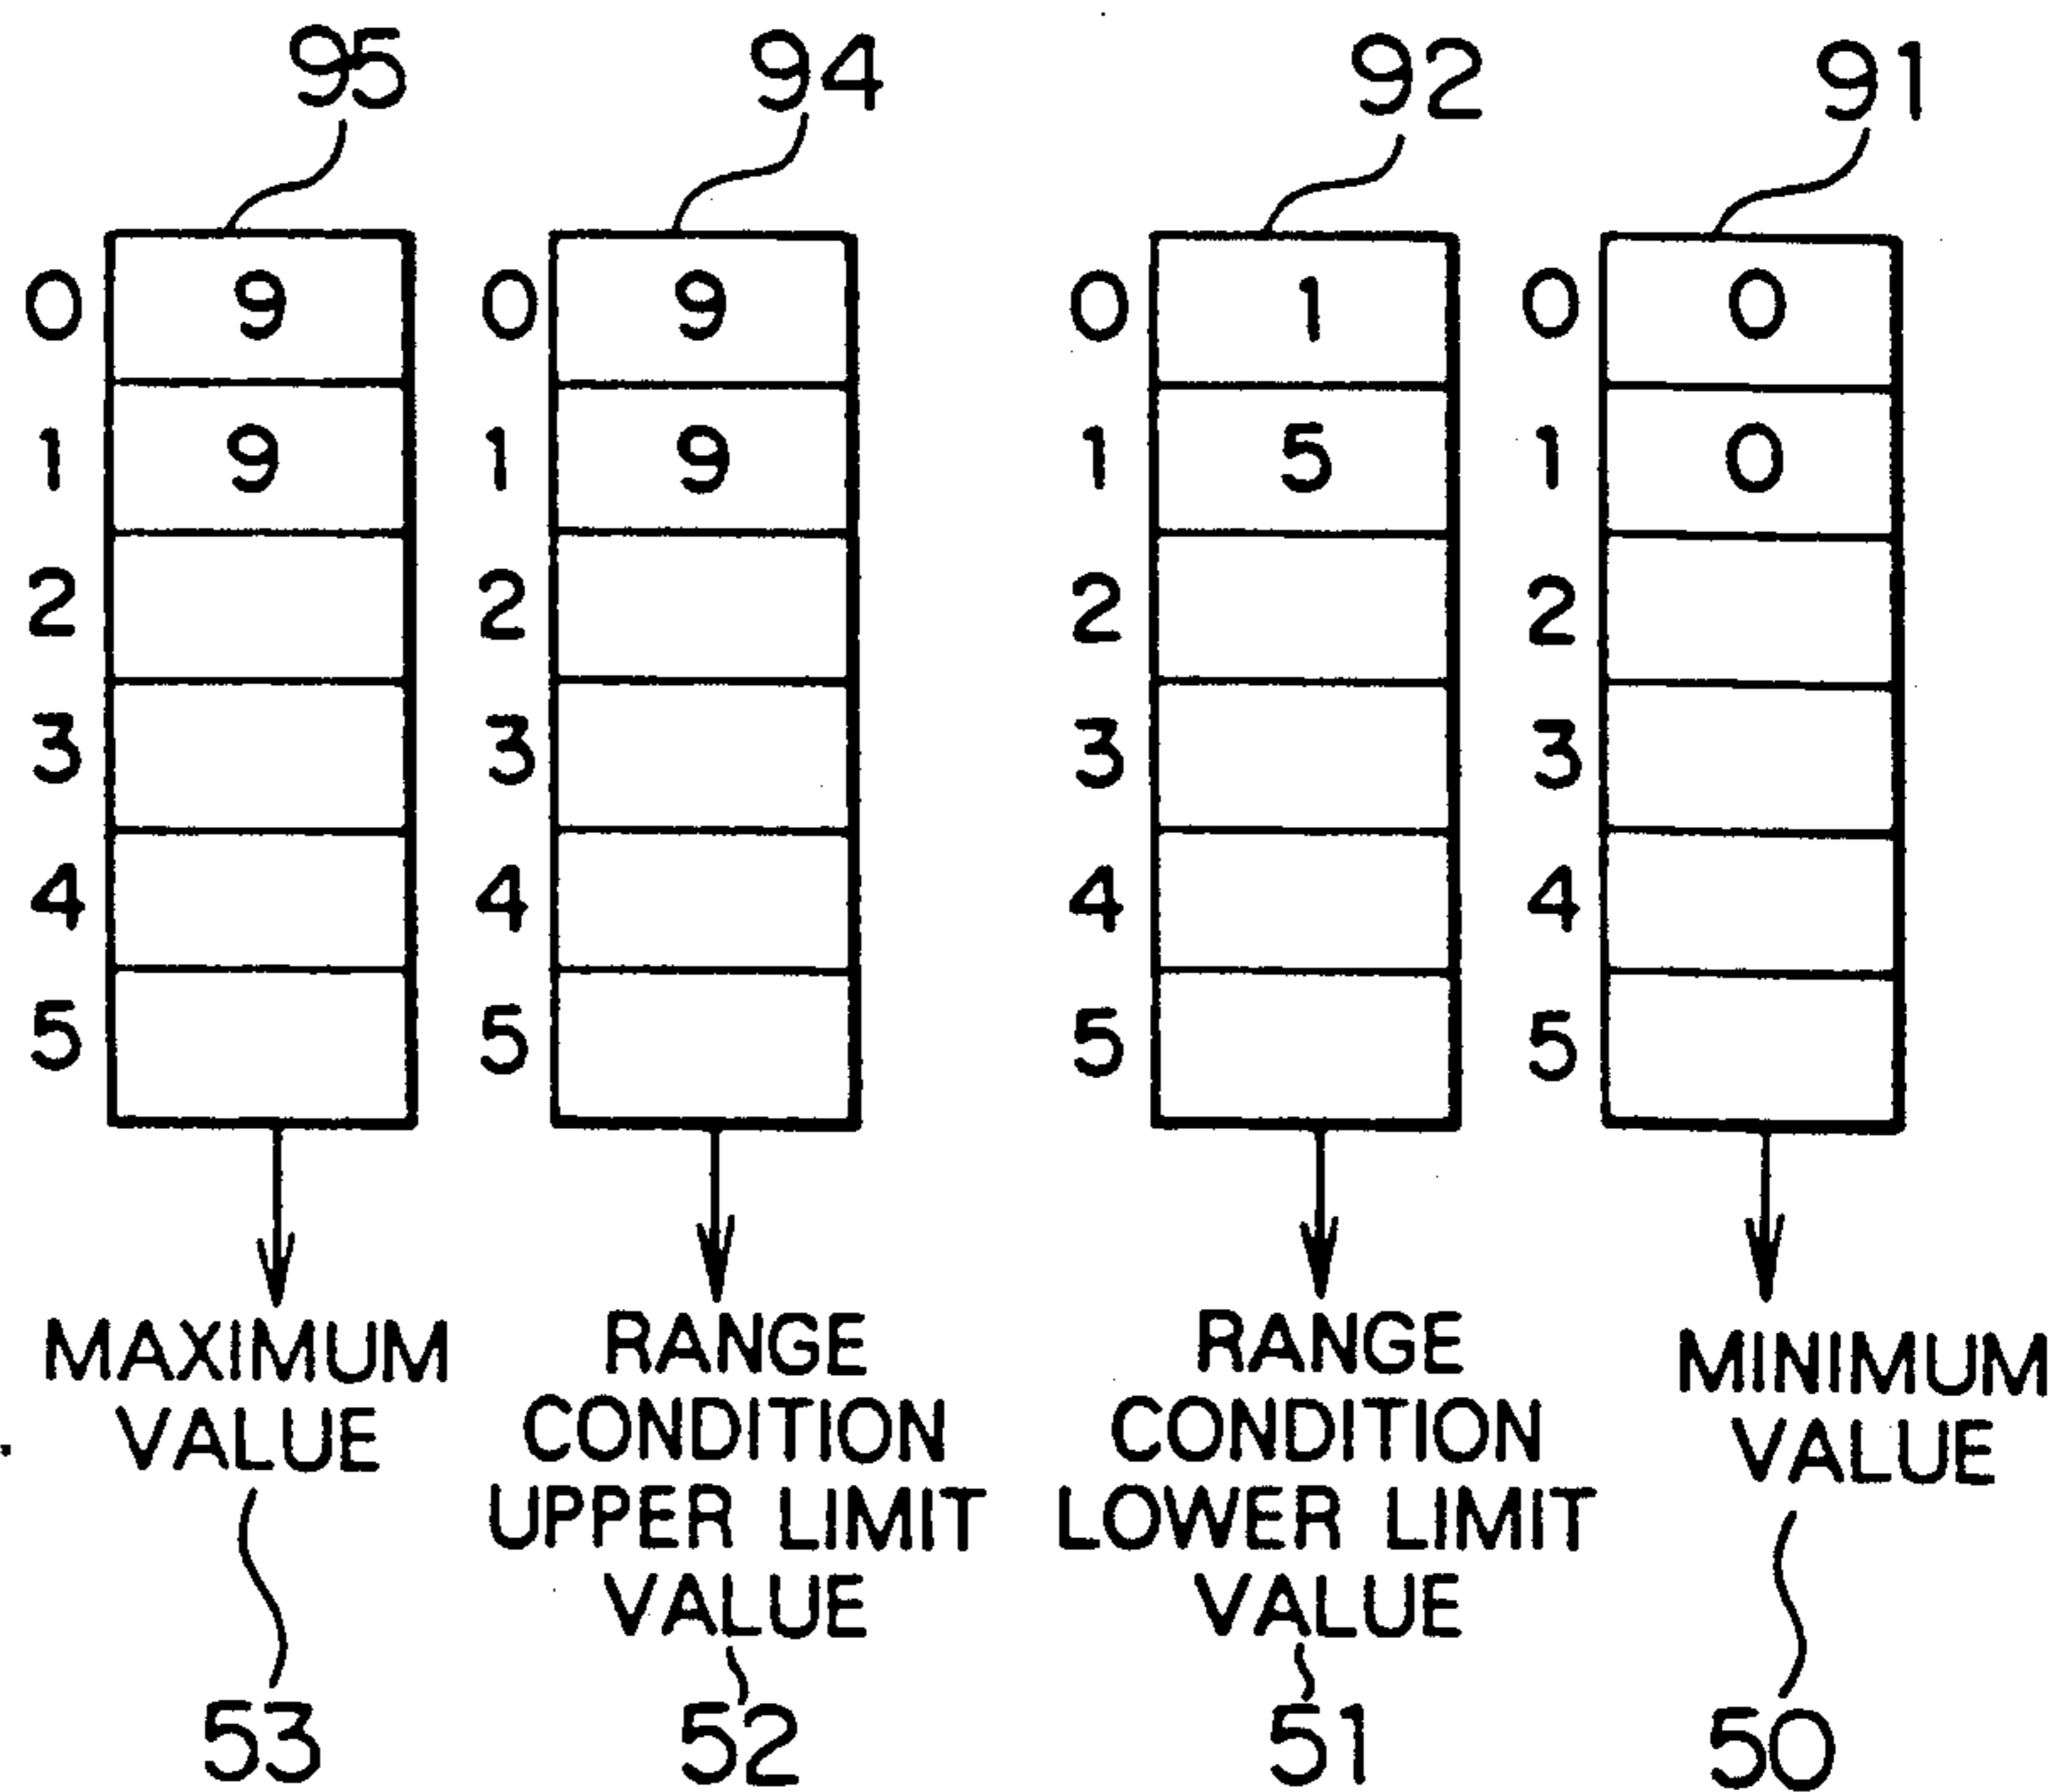 95 94 92 91
0 9 0 9 0 1 0 0
1 9 1 9 1 5 1 0
2 2 2 2
3 3 3 3
4 4 4 4
5 5 5 5
MAXIMUM
VALUE
RANGE
CONDITION
UPPER LIMIT
VALUE
RANGE
CONDITION
LOWER LIMIT
VALUE
MINIMUM
VALUE
53 52 51 50